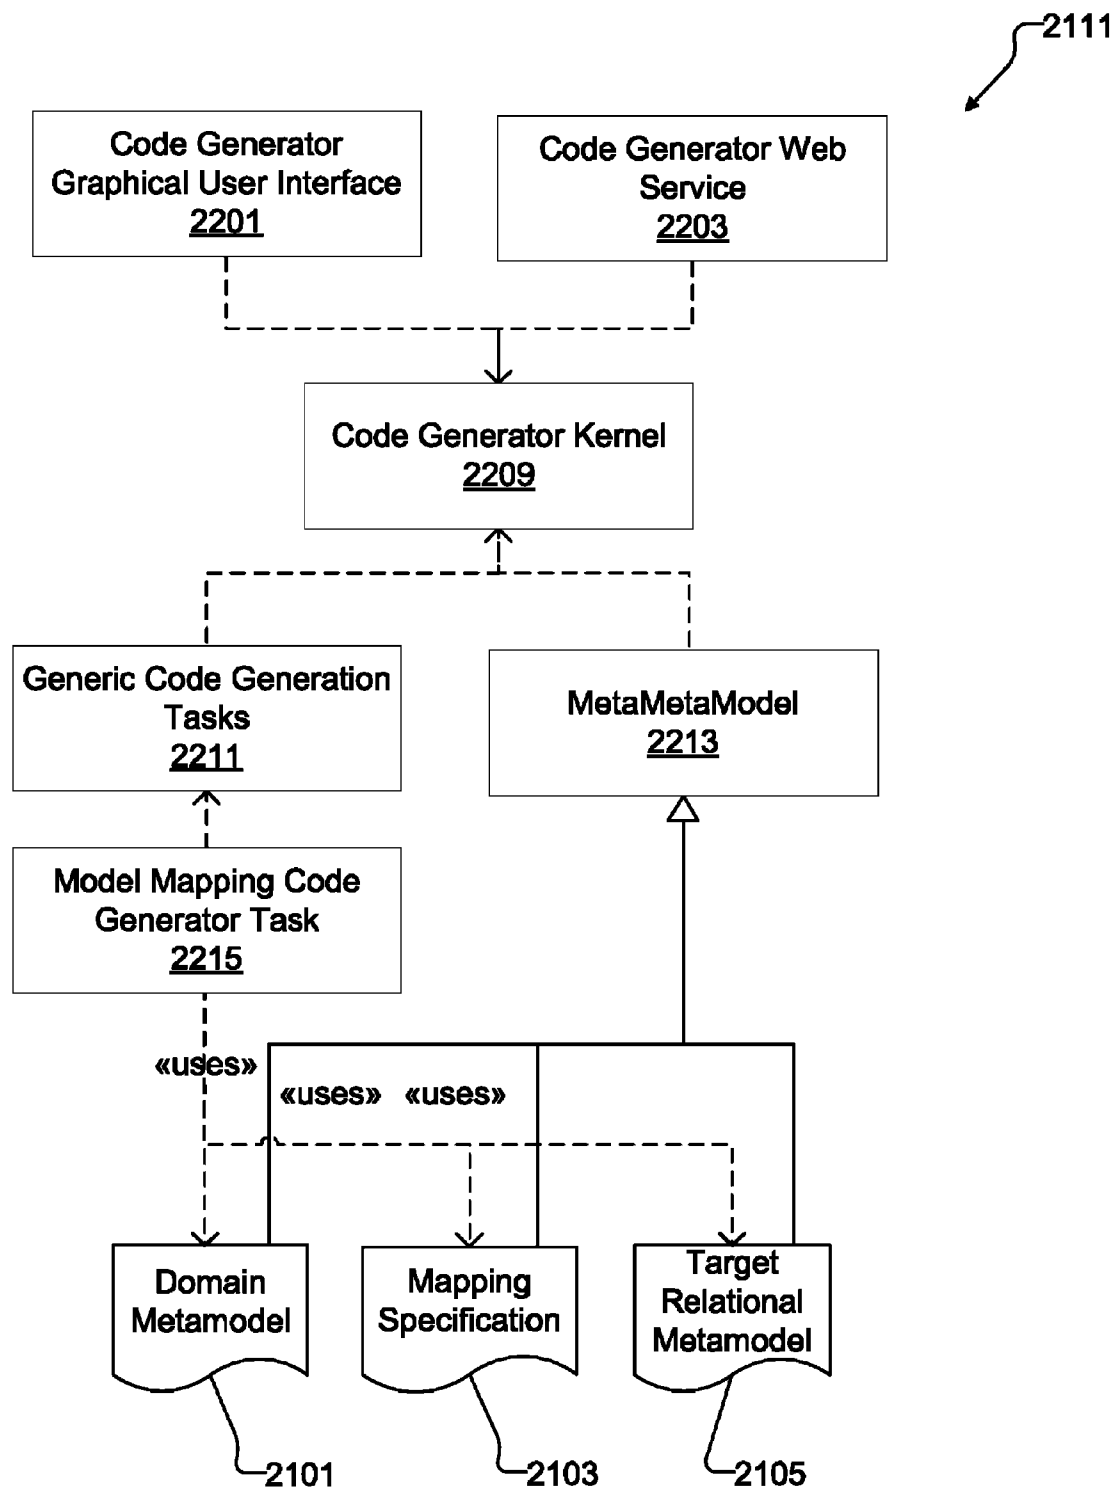 2111
Code Generator
Graphical User Interface
2201
Code Generator Web
Service
2203
Code Generator Kernel
2209
Generic Code Generation
Tasks
2211
MetaMetaModel
2213
Model Mapping Code
Generator Task
2215
«uses»
«uses» «uses»
Domain
Metamodel
Mapping
Specification
Target
Relational
Metamodel
2101
2103
2105